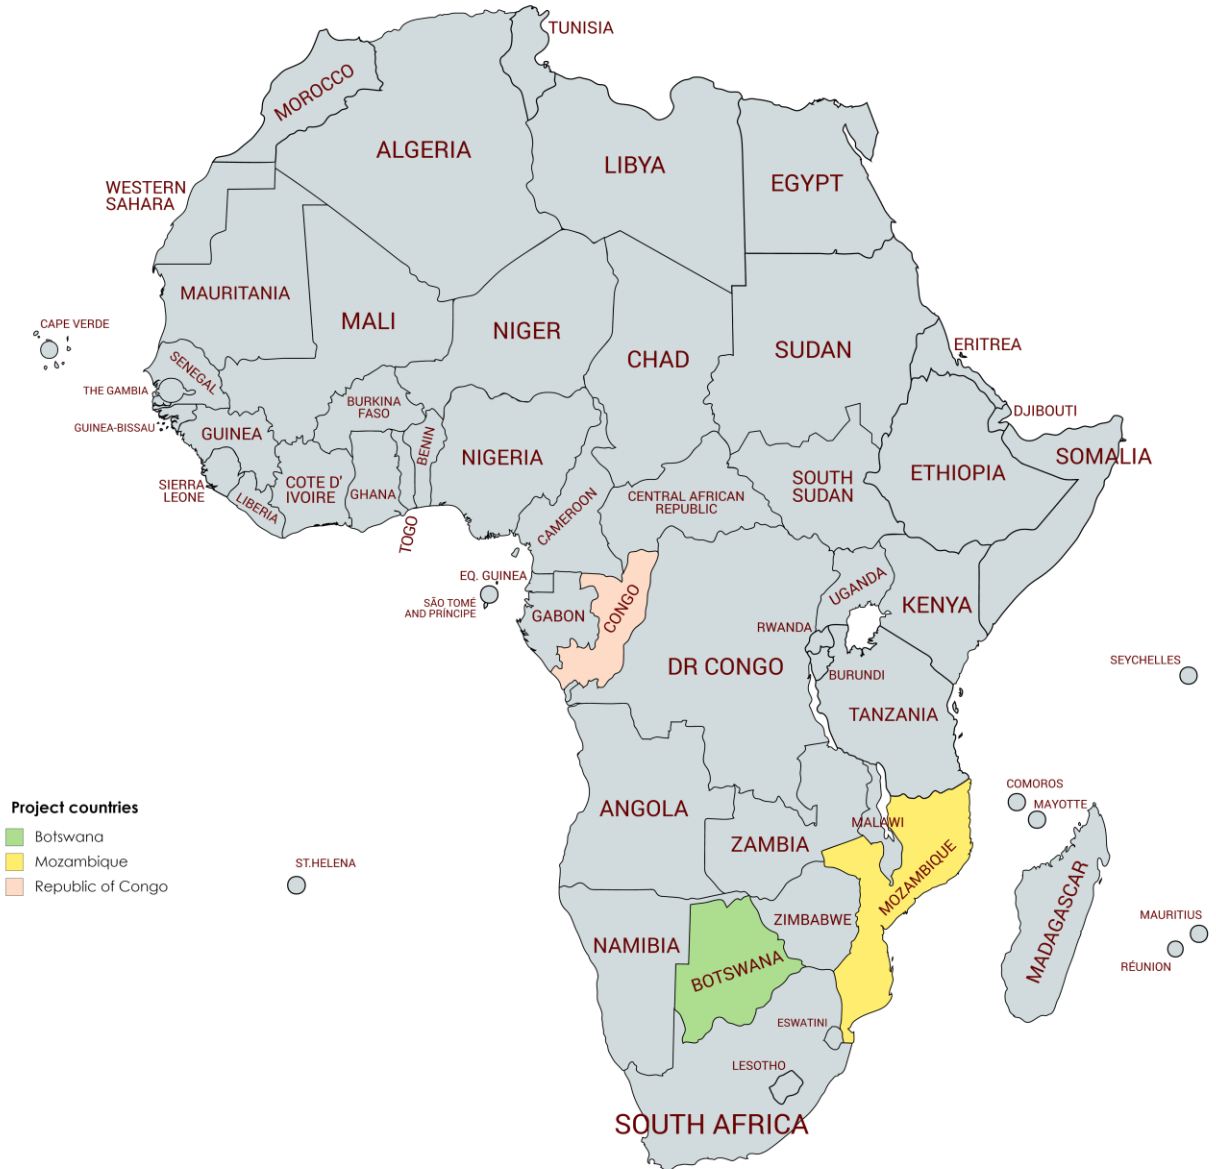 TUNISIA
MOROCCO
ALGERIA
LIBYA
EGYPT
WESTERN
SAHARA
MAURITANIA
MALI
NIGER
CHAD
SUDAN
ERITREA
CAPE VERDE
SENEGAL
THE GAMBIA
BURKINA
FASO
DJIBOUTI
GUINEA-BISSAU
GUINEA
BENIN
NIGERIA
SOMALIA
ETHIOPIA
SOUTH
SUDAN
SIERRA
LEONE
LIBERIA
COTE D'
IVOIRE
GHANA
TOGO
CAMEROON
CENTRAL AFRICAN
REPUBLIC
EQ. GUINEA
SÃO TOMÉ
AND PRÍNCIPE
GABON
CONGO
UGANDA
KENYA
RWANDA
DR CONGO
BURUNDI
SEYCHELLES
TANZANIA
Project countries
Botswana
Mozambique
Republic of Congo
ANGOLA
ZAMBIA
MALAWI
COMOROS
MAYOTTE
MOZAMBIQUE
ST.HELENA
ZIMBABWE
NAMIBIA
BOTSWANA
MADAGASCAR
MAURITIUS
RÉUNION
ESWATINI
LESOTHO
SOUTH AFRICA